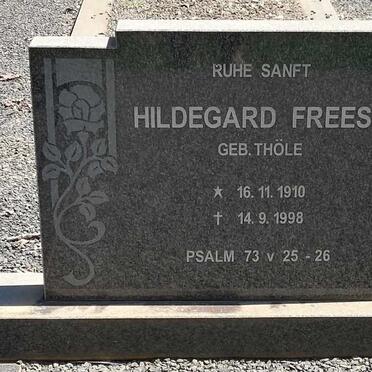 RUHE SANFT
HILDEGARD FREES
GEB. THÖLE
★ 16. 11. 1910
† 14. 9. 1998
PSALM 73 v 25 - 26